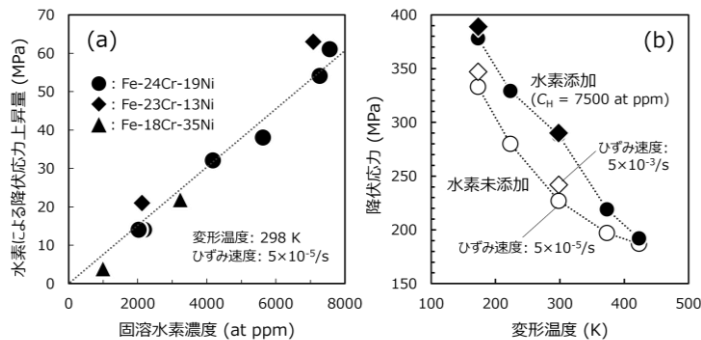 (a)
●: Fe-24Cr-19Ni
◆: Fe-23Cr-13Ni
▲: Fe-18Cr-35Ni
変形温度: 298 K
ひずみ速度: 5×10⁻⁵/s
水素による降伏応力上昇量 (MPa)
70
60
50
40
30
20
10
0
0 2000 4000 6000 8000
固溶水素濃度 (at ppm)
(b)
水素添加
(C_H = 7500 at ppm)
ひずみ速度:
5×10⁻³/s
水素未添加
ひずみ速度: 5×10⁻⁵/s
降伏応力 (MPa)
400
350
300
250
200
150
100 200 300 400 500
変形温度 (K)